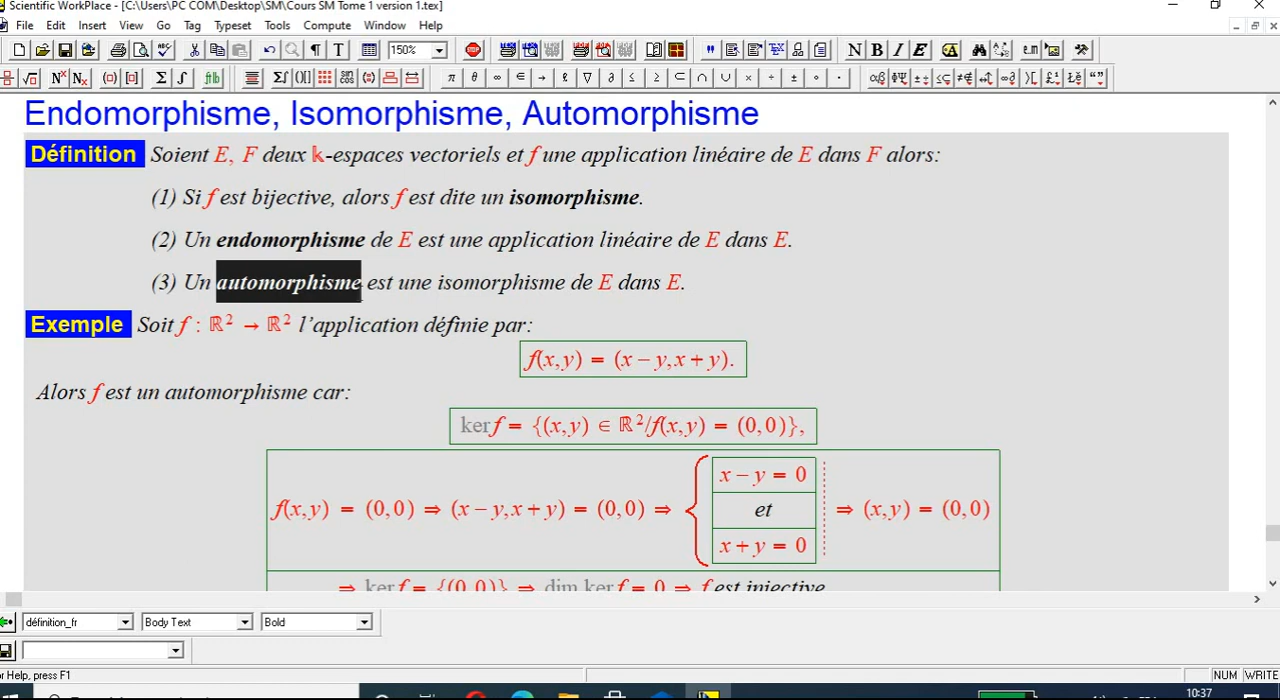 Scientific WorkPlace - [C:\Users\PC COM\Desktop\SM\Cours SM Tome 1 version 1.tex]
File Edit Insert View Go Tag Typeset Tools Compute Window Help
150%
Endomorphisme, Isomorphisme, Automorphisme
Définition Soient E, F deux 𝕜-espaces vectoriels et f une application linéaire de E dans F alors:
(1) Si f est bijective, alors f est dite un isomorphisme.
(2) Un endomorphisme de E est une application linéaire de E dans E.
(3) Un automorphisme est une isomorphisme de E dans E.
Exemple Soit f : ℝ² → ℝ² l'application définie par:
f(x,y) = (x − y, x + y).
Alors f est un automorphisme car:
ker f = {(x,y) ∈ ℝ²/f(x,y) = (0,0)},
x − y = 0
f(x,y) = (0,0) ⇒ (x − y, x + y) = (0,0) ⇒ { et ⇒ (x,y) = (0,0)
x + y = 0
⇒ ker f = {(0,0)} ⇒ dim ker f = 0 ⇒ f est injective
définition_fr Body Text Bold
or Help, press F1 NUM WRITE
10:37